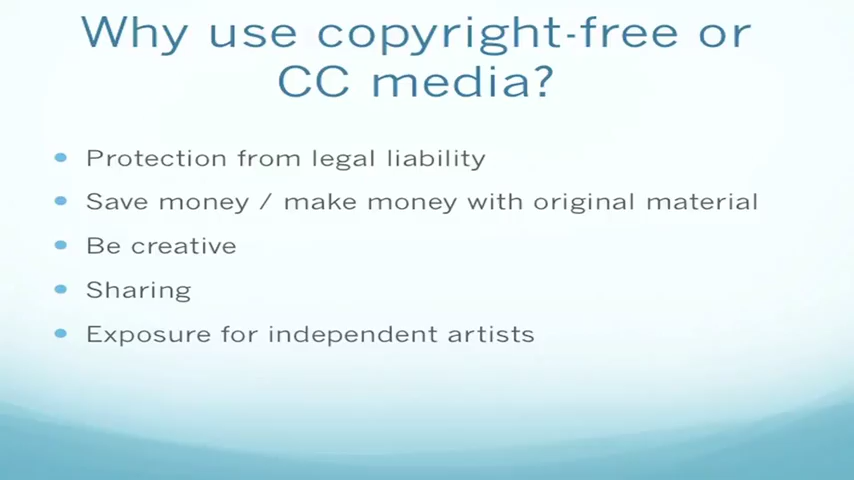 Why use copyright-free or
CC media?
Protection from legal liability
Save money / make money with original material
Be creative
Sharing
Exposure for independent artists